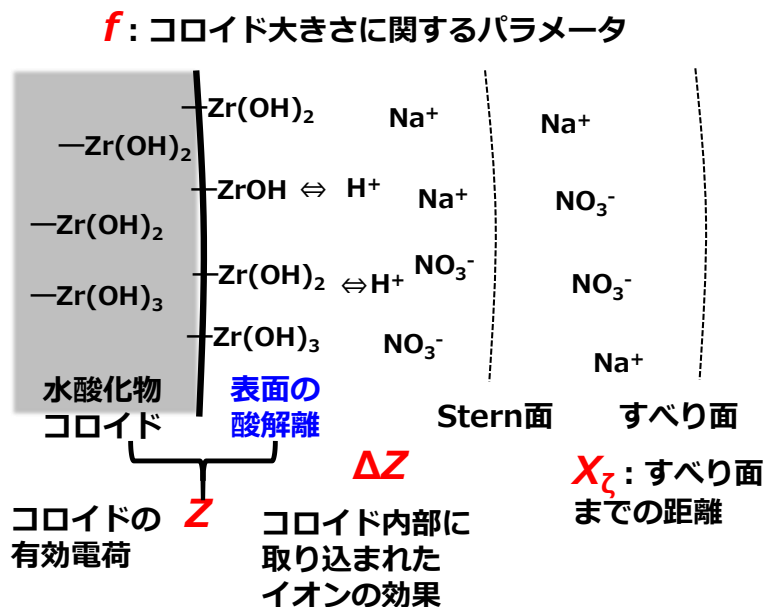 f：コロイド大きさに関するパラメータ
—Zr(OH)₂
Na⁺
Na⁺
—Zr(OH)₂
—ZrOH ⇔ H⁺
Na⁺
NO₃⁻
—Zr(OH)₂
—Zr(OH)₂ ⇔H⁺
NO₃⁻
NO₃⁻
—Zr(OH)₃
—Zr(OH)₃
NO₃⁻
Na⁺
水酸化物
コロイド
表面の
酸解離
Stern面
すべり面
Z
コロイドの
有効電荷
ΔZ
コロイド内部に
取り込まれた
イオンの効果
Xζ：すべり面
までの距離